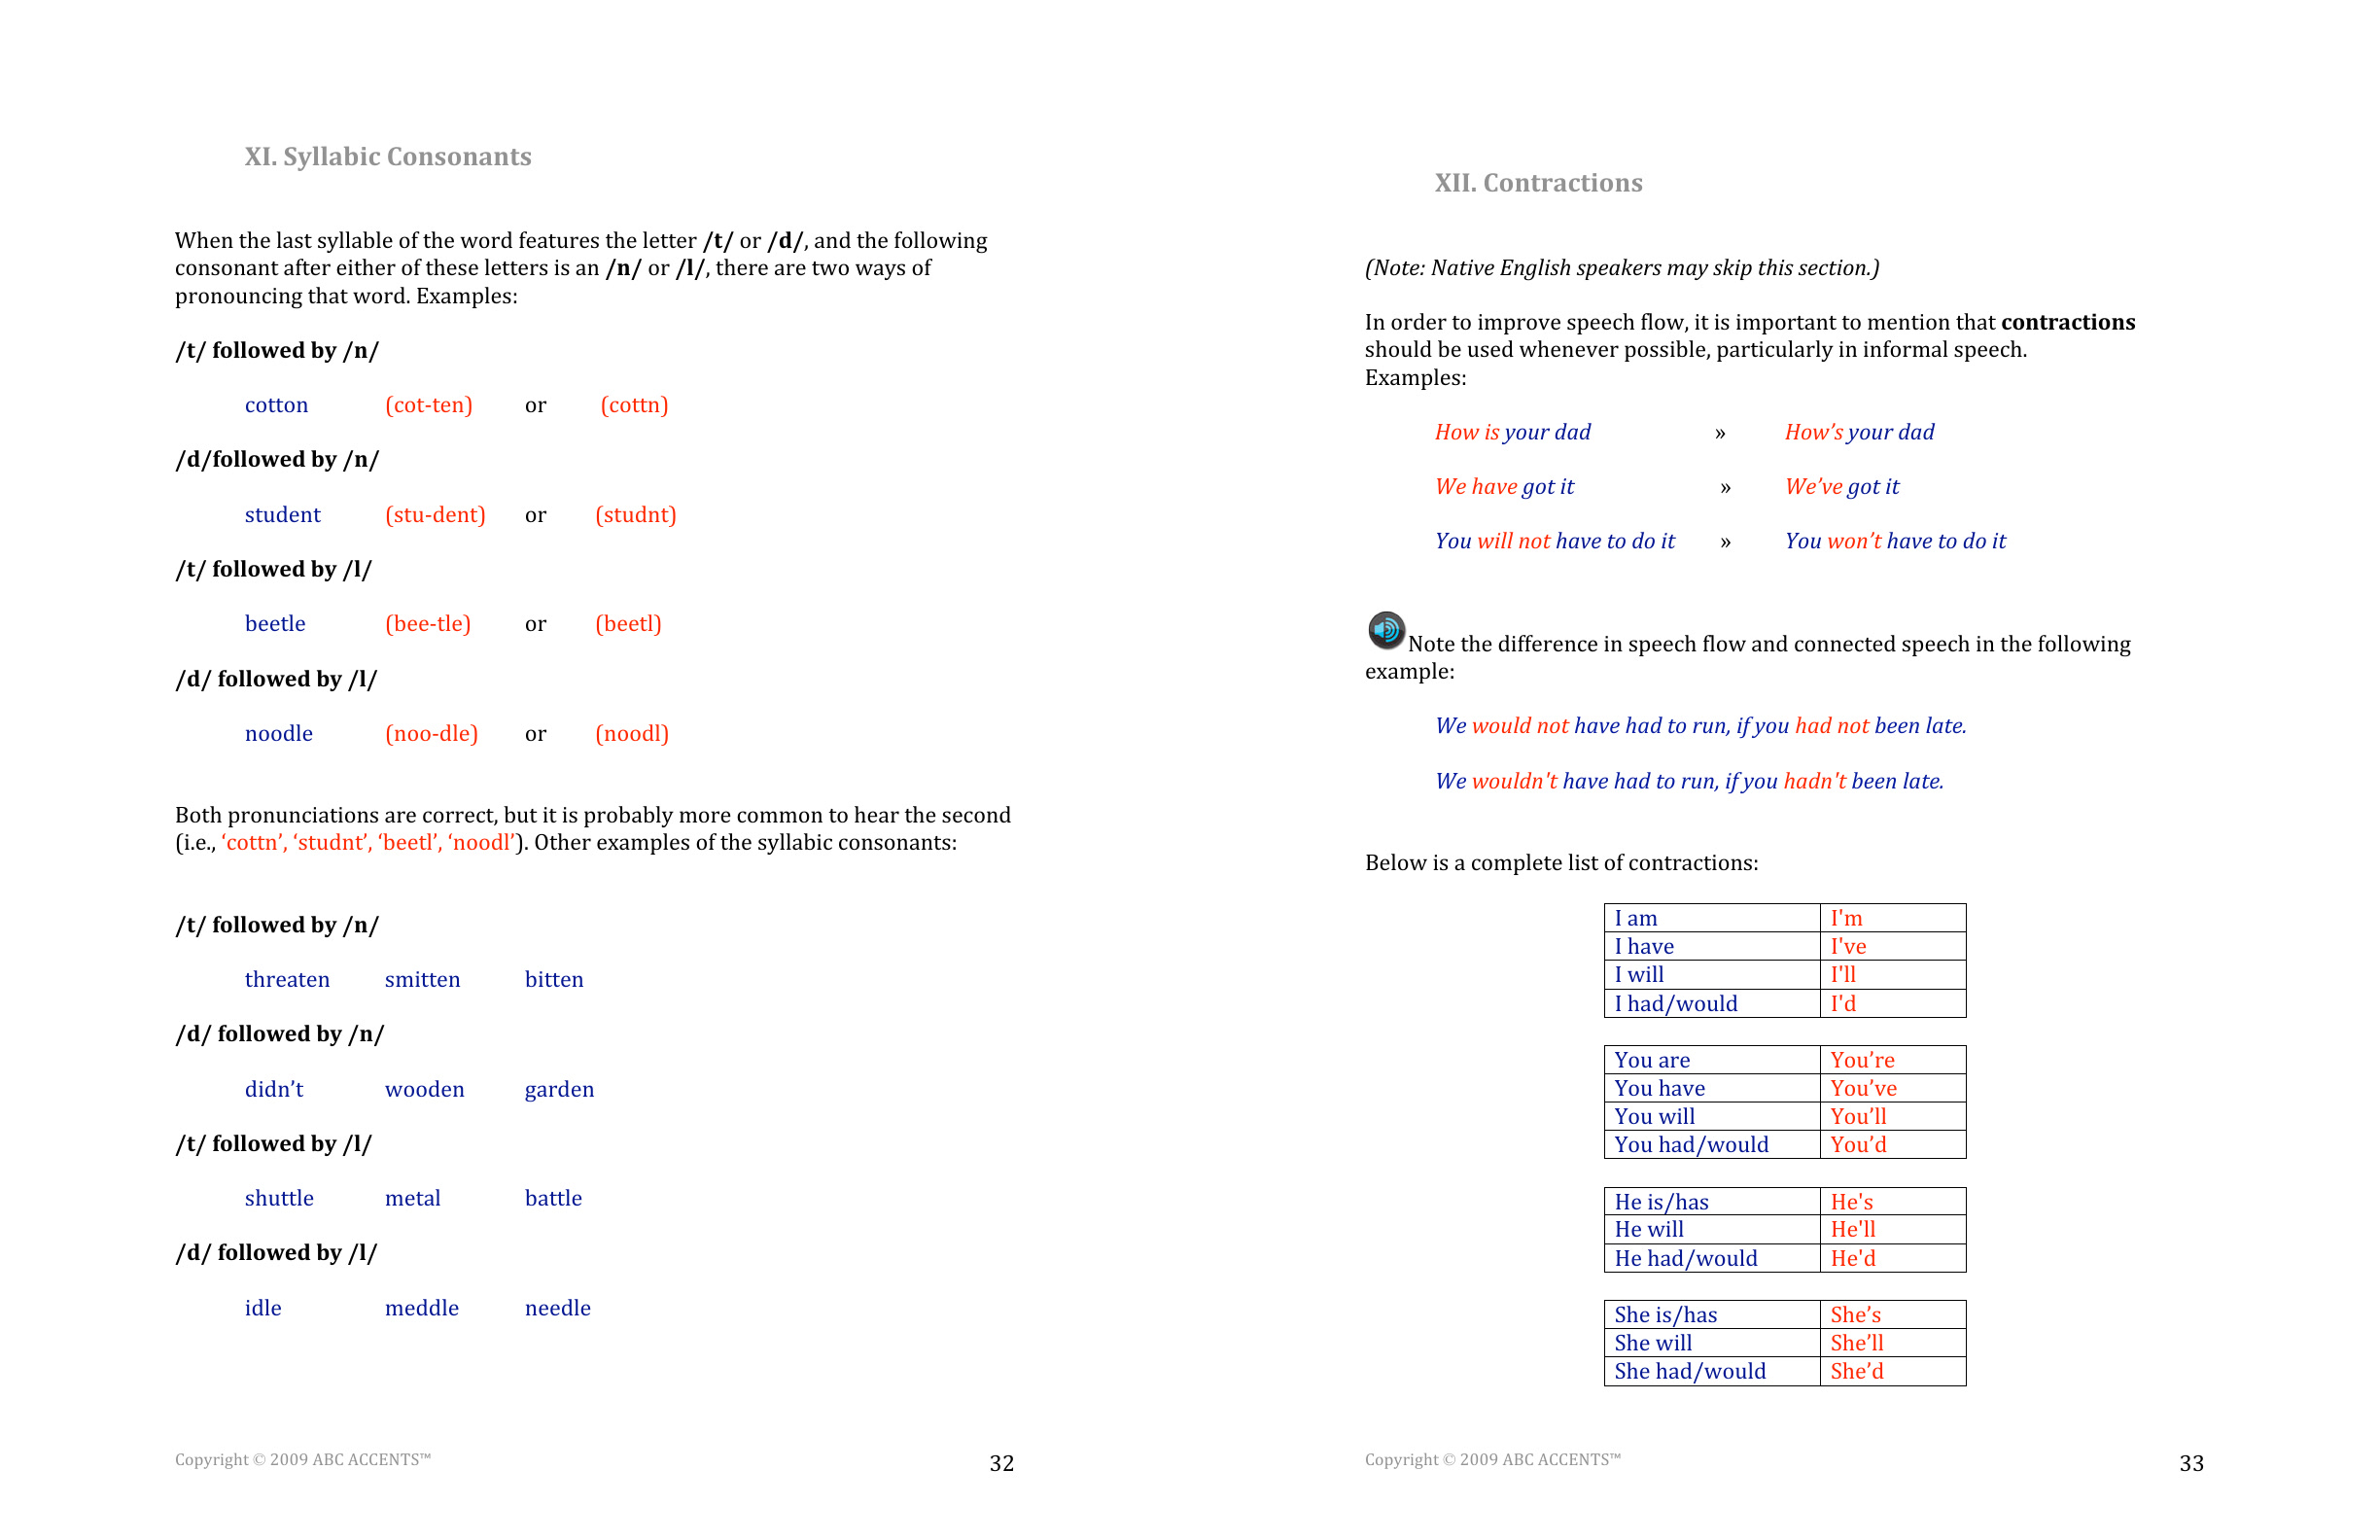 XI. Syllabic Consonants
When the last syllable of the word features the letter /t/ or /d/, and the following
consonant after either of these letters is an /n/ or /l/, there are two ways of
pronouncing that word. Examples:
/t/ followed by /n/
cotton (cot-ten) or (cottn)
/d/followed by /n/
student (stu-dent) or (studnt)
/t/ followed by /l/
beetle (bee-tle) or (beetl)
/d/ followed by /l/
noodle (noo-dle) or (noodl)
Both pronunciations are correct, but it is probably more common to hear the second
(i.e., ‘cottn’, ‘studnt’, ‘beetl’, ‘noodl’). Other examples of the syllabic consonants:
/t/ followed by /n/
threaten smitten bitten
/d/ followed by /n/
didn’t wooden garden
/t/ followed by /l/
shuttle metal battle
/d/ followed by /l/
idle meddle needle
Copyright © 2009 ABC ACCENTS™ 32
XII. Contractions
(Note: Native English speakers may skip this section.)
In order to improve speech flow, it is important to mention that contractions
should be used whenever possible, particularly in informal speech.
Examples:
How is your dad » How’s your dad
We have got it » We’ve got it
You will not have to do it » You won’t have to do it
Note the difference in speech flow and connected speech in the following
example:
We would not have had to run, if you had not been late.
We wouldn't have had to run, if you hadn't been late.
Below is a complete list of contractions:
I am I'm
I have I've
I will I'll
I had/would I'd
You are You’re
You have You’ve
You will You’ll
You had/would You’d
He is/has He's
He will He'll
He had/would He'd
She is/has She’s
She will She’ll
She had/would She’d
Copyright © 2009 ABC ACCENTS™ 33